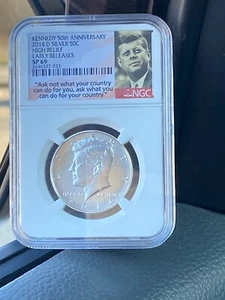 KENNEDY 50th ANNIVERSARY
2014 D SILVER 50C
HIGH RELIEF
EARLY RELEASES
SP 69
"Ask not what your country
can do for you, ask what you
can do for your country."
NGC